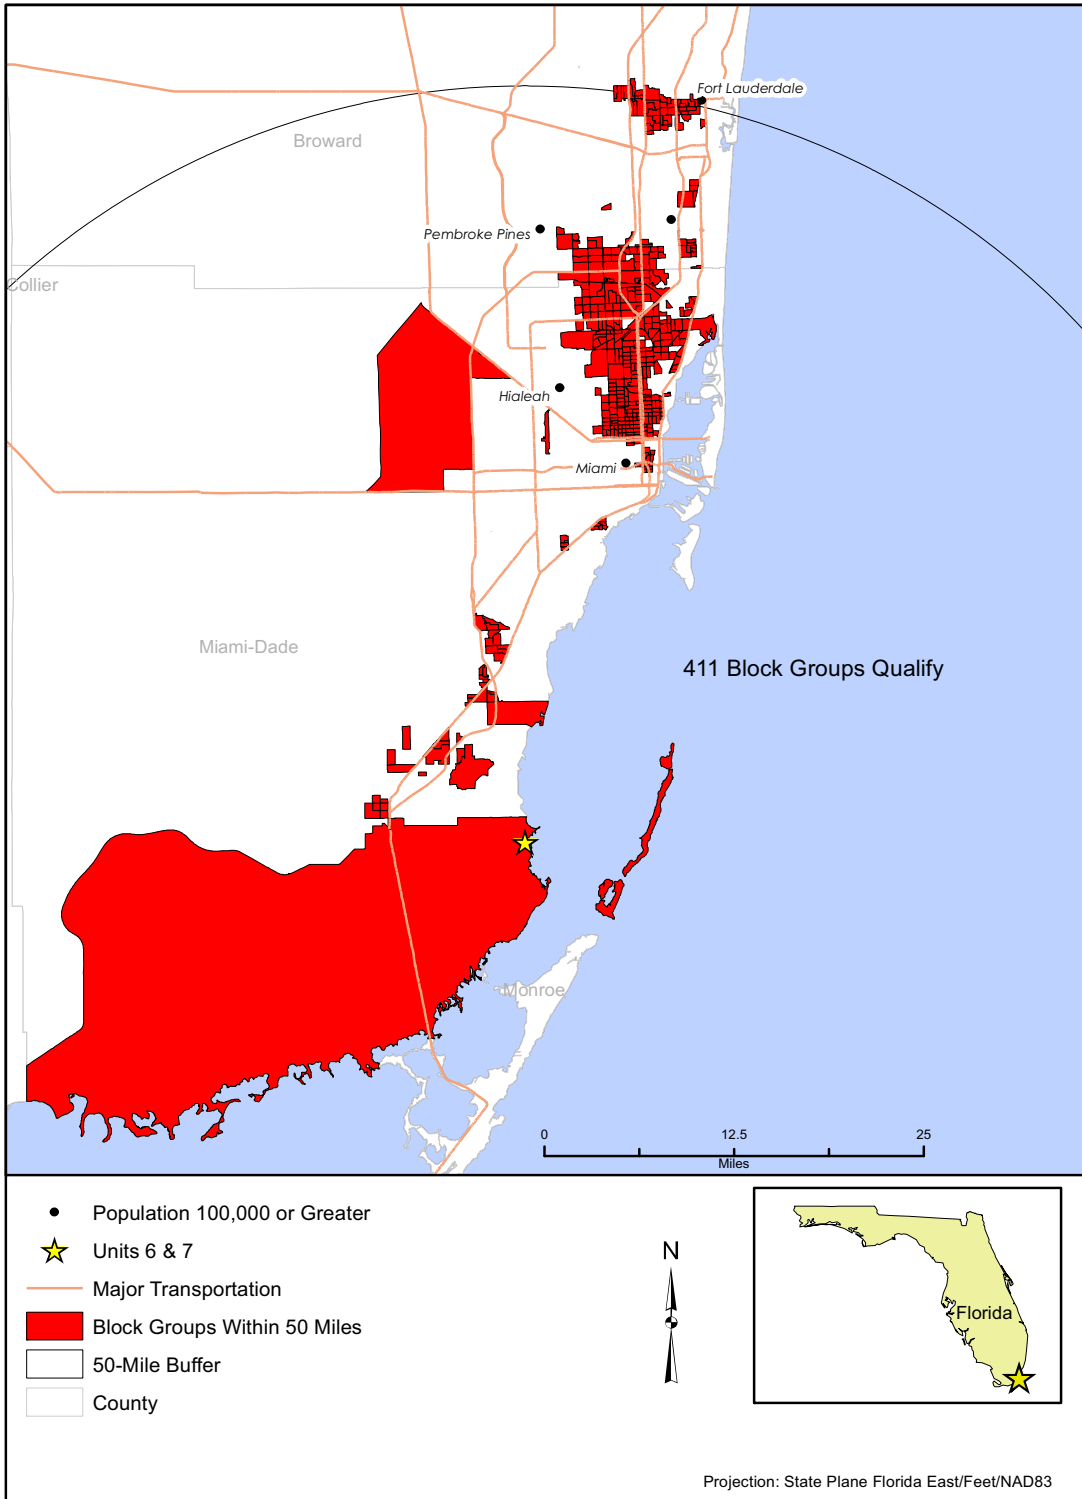 Fort Lauderdale
Broward
Pembroke Pines
Collier
Hialeah
Miami
Miami-Dade
411 Block Groups Qualify
Monroe
0 12.5 25
Miles
Population 100,000 or Greater
Units 6 & 7
Major Transportation
Block Groups Within 50 Miles
50-Mile Buffer
County
N
Florida
Projection: State Plane Florida East/Feet/NAD83